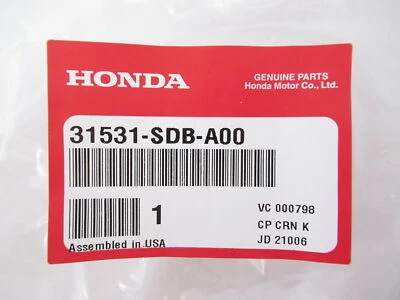 HONDA
GENUINE PARTS
Honda Motor Co., Ltd.
31531-SDB-A00
1
VC 000798
CP CRN K
JD 21006
Assembled in USA